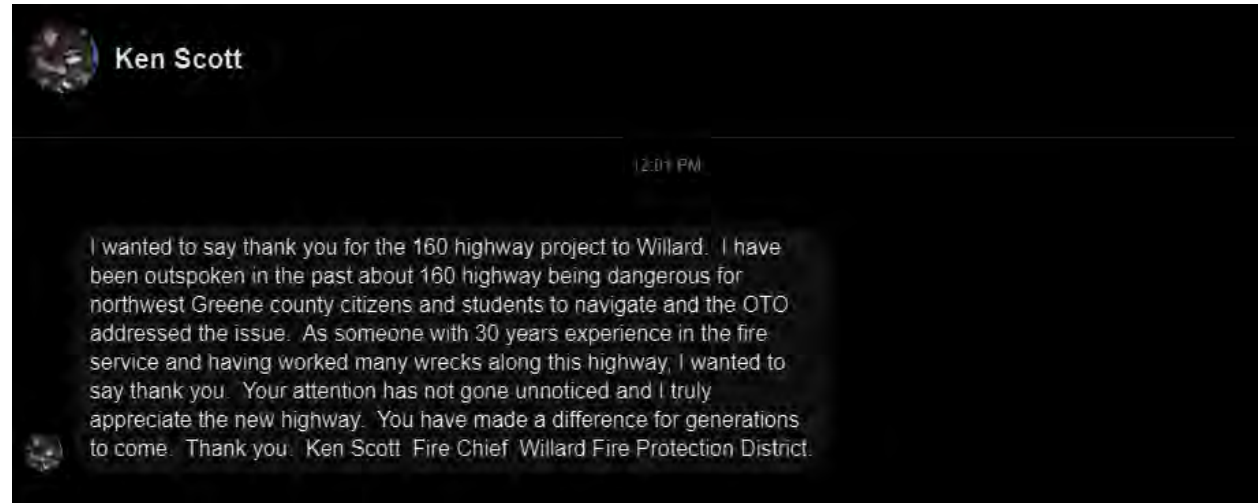 Ken Scott
12:01 PM
I wanted to say thank you for the 160 highway project to Willard.  I have
been outspoken in the past about 160 highway being dangerous for
northwest Greene county citizens and students to navigate and the OTO
addressed the issue.  As someone with 30 years experience in the fire
service and having worked many wrecks along this highway, I wanted to
say thank you.  Your attention has not gone unnoticed and I truly
appreciate the new highway.  You have made a difference for generations
to come.  Thank you.  Ken Scott  Fire Chief  Willard Fire Protection District.